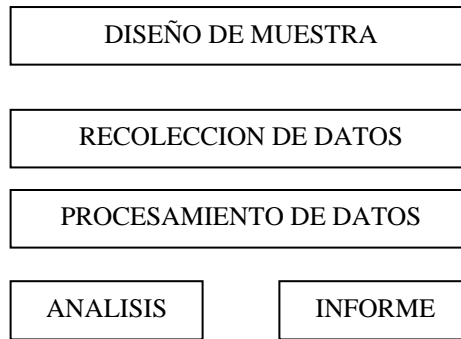 DISEÑO DE MUESTRA
RECOLECCION DE DATOS
PROCESAMIENTO DE DATOS
ANALISIS INFORME